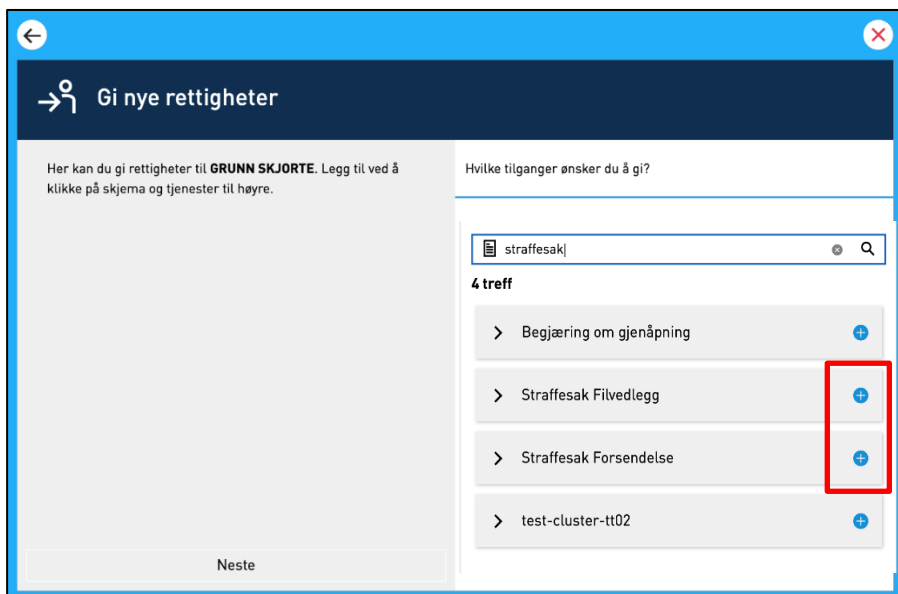 Gi nye rettigheter
Her kan du gi rettigheter til GRUNN SKJORTE. Legg til ved å
klikke på skjema og tjenester til høyre.
Neste
Hvilke tilganger ønsker du å gi?
straffesak
4 treff
Begjæring om gjenåpning
Straffesak Filvedlegg
Straffesak Forsendelse
test-cluster-tt02